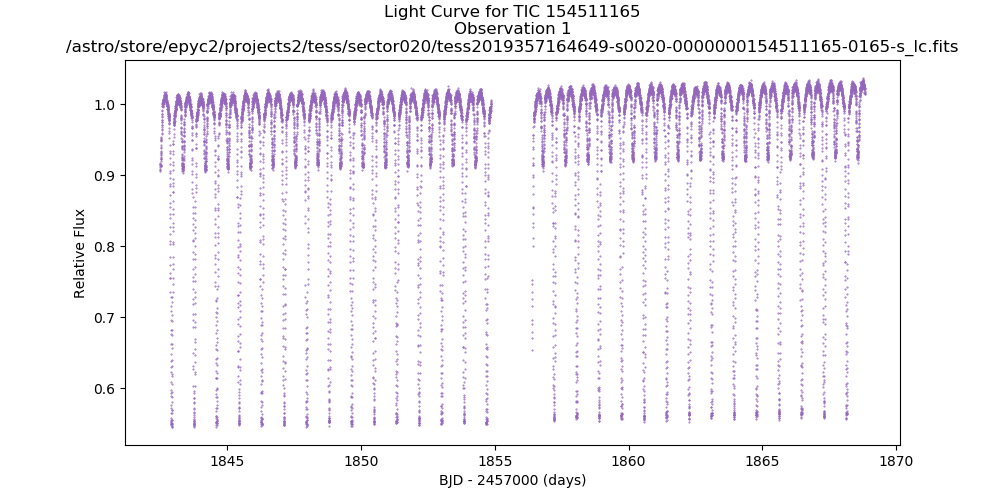 Light Curve for TIC 154511165
Observation 1
/astro/store/epyc2/projects2/tess/sector020/tess2019357164649-s0020-0000000154511165-0165-s_lc.fits
1.0
0.9
0.8
0.7
0.6
Relative Flux
1845 1850 1855 1860 1865 1870
BJD - 2457000 (days)